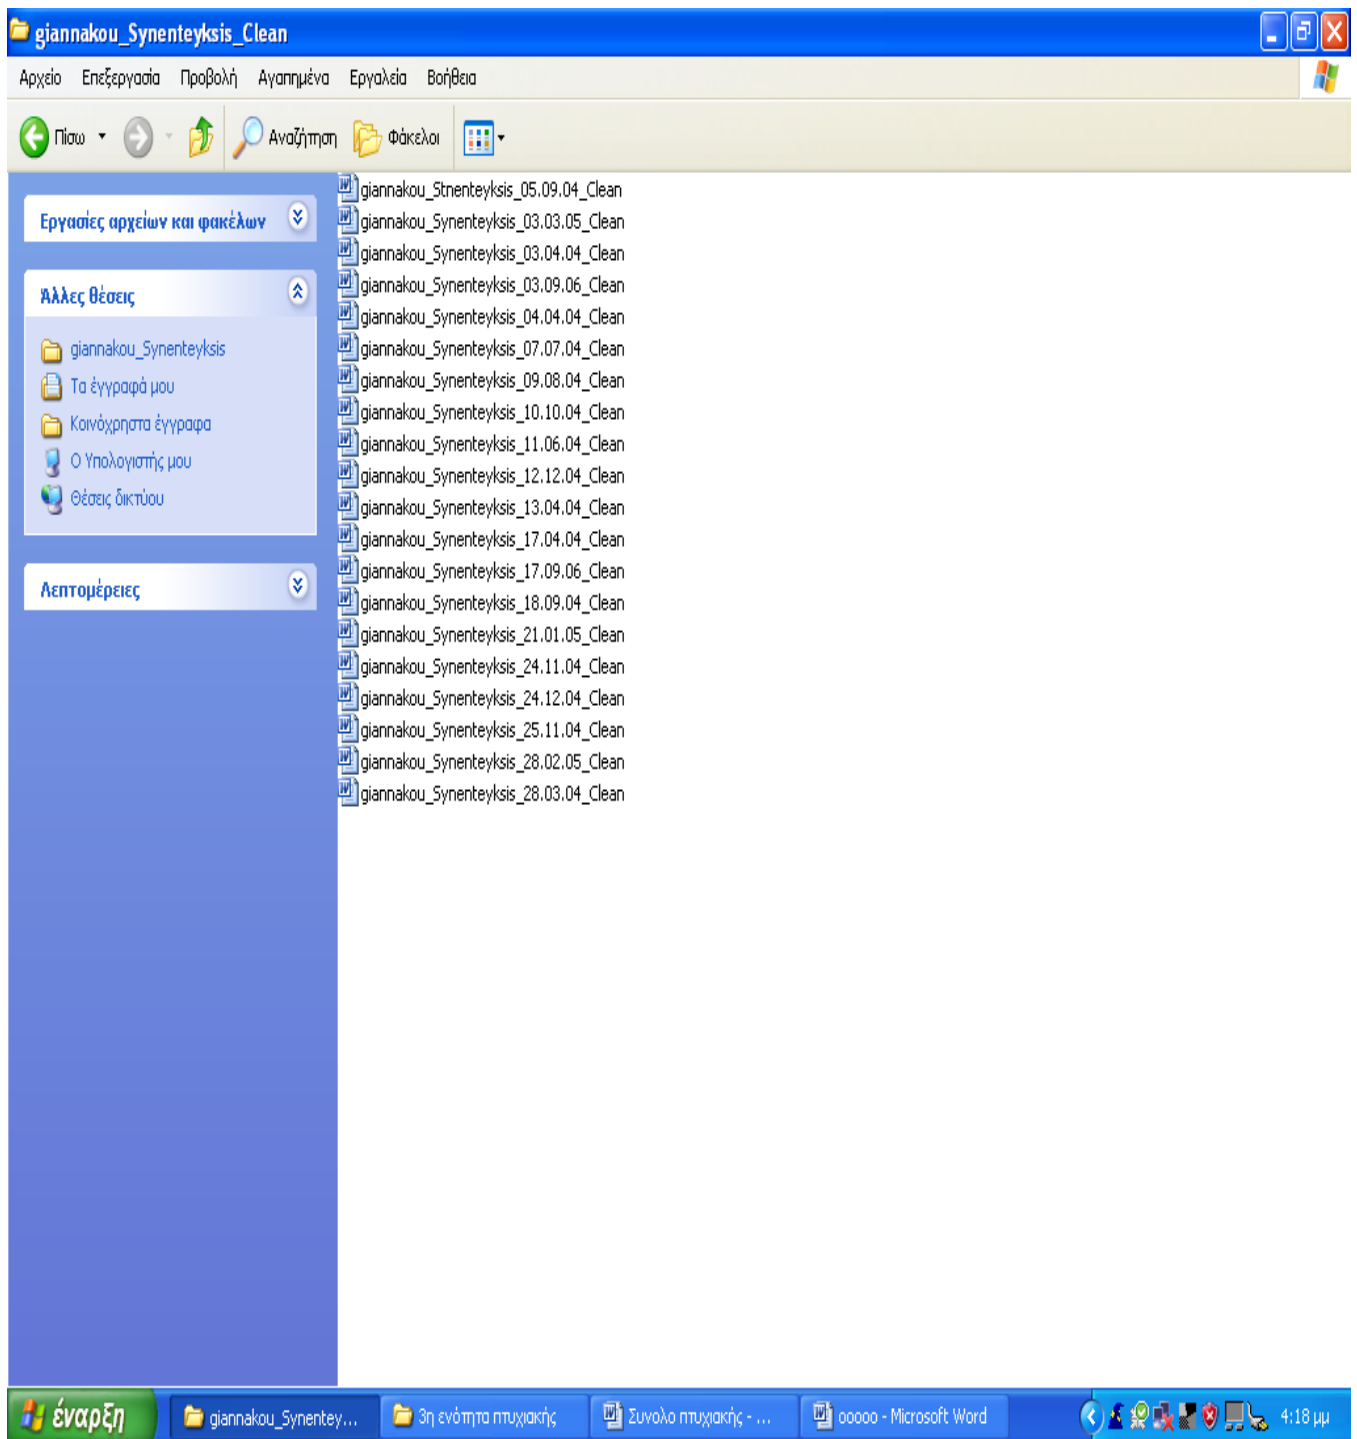 giannakou_Synenteyksis_Clean
Αρχείο Επεξεργασία Προβολή Αγαπημένα Εργαλεία Βοήθεια
Πίσω Αναζήτηση Φάκελοι
Εργασίες αρχείων και φακέλων
Άλλες θέσεις
giannakou_Synenteyksis
Τα έγγραφά μου
Κοινόχρηστα έγγραφα
Ο Υπολογιστής μου
Θέσεις δικτύου
Λεπτομέρειες
giannakou_Stnenteyksis_05.09.04_Clean
giannakou_Synenteyksis_03.03.05_Clean
giannakou_Synenteyksis_03.04.04_Clean
giannakou_Synenteyksis_03.09.06_Clean
giannakou_Synenteyksis_04.04.04_Clean
giannakou_Synenteyksis_07.07.04_Clean
giannakou_Synenteyksis_09.08.04_Clean
giannakou_Synenteyksis_10.10.04_Clean
giannakou_Synenteyksis_11.06.04_Clean
giannakou_Synenteyksis_12.12.04_Clean
giannakou_Synenteyksis_13.04.04_Clean
giannakou_Synenteyksis_17.04.04_Clean
giannakou_Synenteyksis_17.09.06_Clean
giannakou_Synenteyksis_18.09.04_Clean
giannakou_Synenteyksis_21.01.05_Clean
giannakou_Synenteyksis_24.11.04_Clean
giannakou_Synenteyksis_24.12.04_Clean
giannakou_Synenteyksis_25.11.04_Clean
giannakou_Synenteyksis_28.02.05_Clean
giannakou_Synenteyksis_28.03.04_Clean
έναρξη giannakou_Synentey... 3η ενότητα πτυχιακής Συνολο πτυχιακής - ... ooooo - Microsoft Word 4:18 μμ